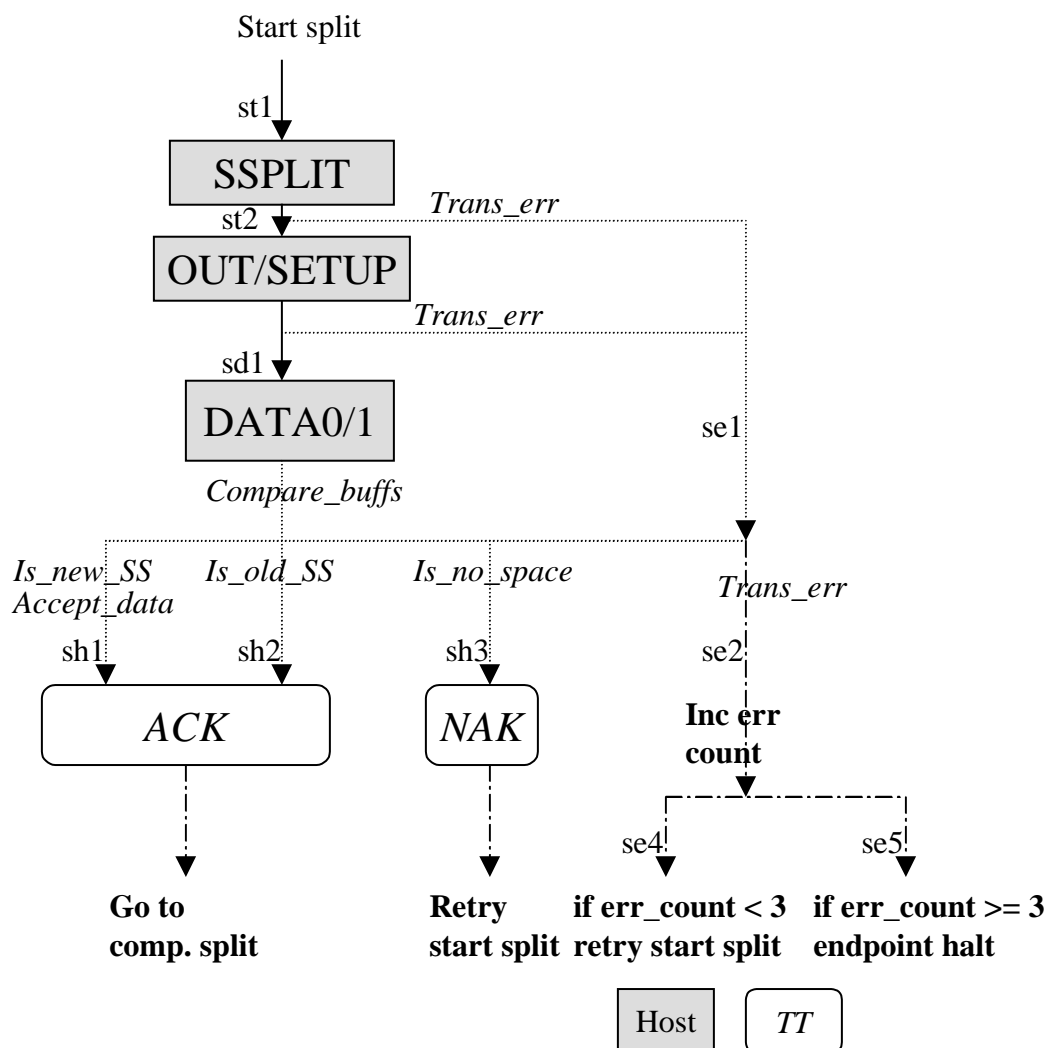 Start split
st1
SSPLIT
Trans_err
st2
OUT/SETUP
Trans_err
sd1
DATA0/1
se1
Compare_buffs
Is_new_SS
Accept_data
Is_old_SS
Is_no_space
Trans_err
sh1
sh2
sh3
se2
ACK
NAK
Inc err
count
se4
se5
Go to
comp. split
Retry
start split
if err_count < 3
retry start split
if err_count >= 3
endpoint halt
Host
TT